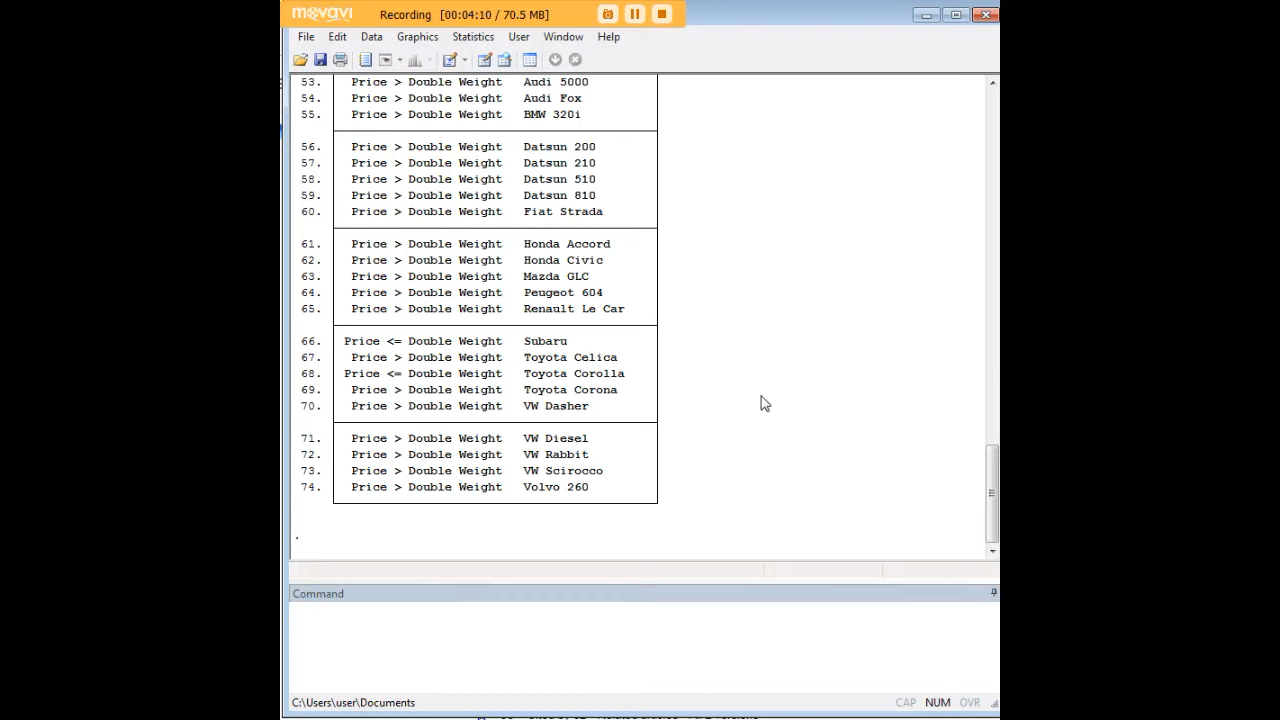 movavi Recording [00:04:10 / 70.5 MB]
File Edit Data Graphics Statistics User Window Help
53. Price > Double Weight Audi 5000
54. Price > Double Weight Audi Fox
55. Price > Double Weight BMW 320i
56. Price > Double Weight Datsun 200
57. Price > Double Weight Datsun 210
58. Price > Double Weight Datsun 510
59. Price > Double Weight Datsun 810
60. Price > Double Weight Fiat Strada
61. Price > Double Weight Honda Accord
62. Price > Double Weight Honda Civic
63. Price > Double Weight Mazda GLC
64. Price > Double Weight Peugeot 604
65. Price > Double Weight Renault Le Car
66. Price <= Double Weight Subaru
67. Price > Double Weight Toyota Celica
68. Price <= Double Weight Toyota Corolla
69. Price > Double Weight Toyota Corona
70. Price > Double Weight VW Dasher
71. Price > Double Weight VW Diesel
72. Price > Double Weight VW Rabbit
73. Price > Double Weight VW Scirocco
74. Price > Double Weight Volvo 260
.
Command
C:\Users\user\Documents CAP NUM OVR